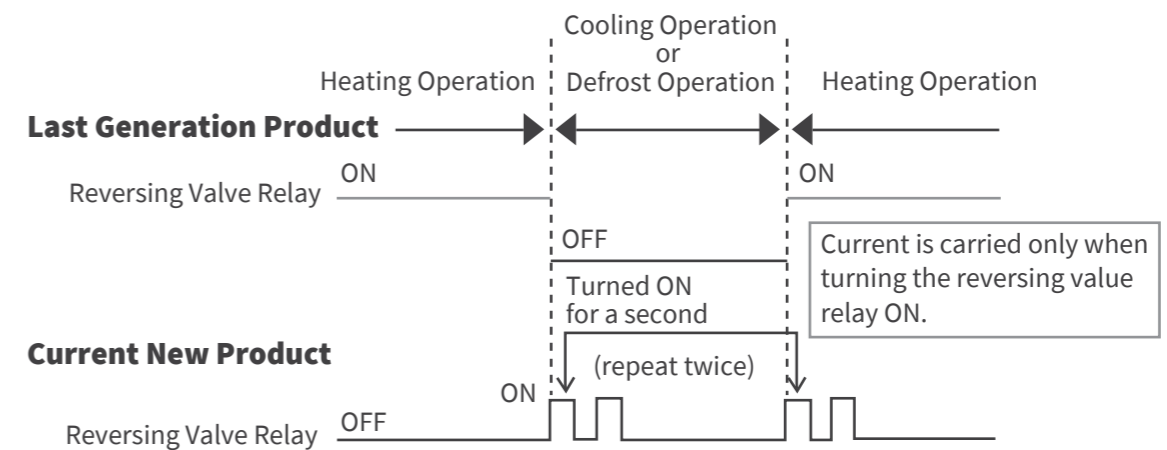 Cooling Operation
or
Heating Operation
Defrost Operation
Heating Operation
Last Generation Product
Reversing Valve Relay
ON
ON
OFF
Current is carried only when
turning the reversing value
relay ON.
Turned ON
for a second
(repeat twice)
Current New Product
ON
Reversing Valve Relay
OFF